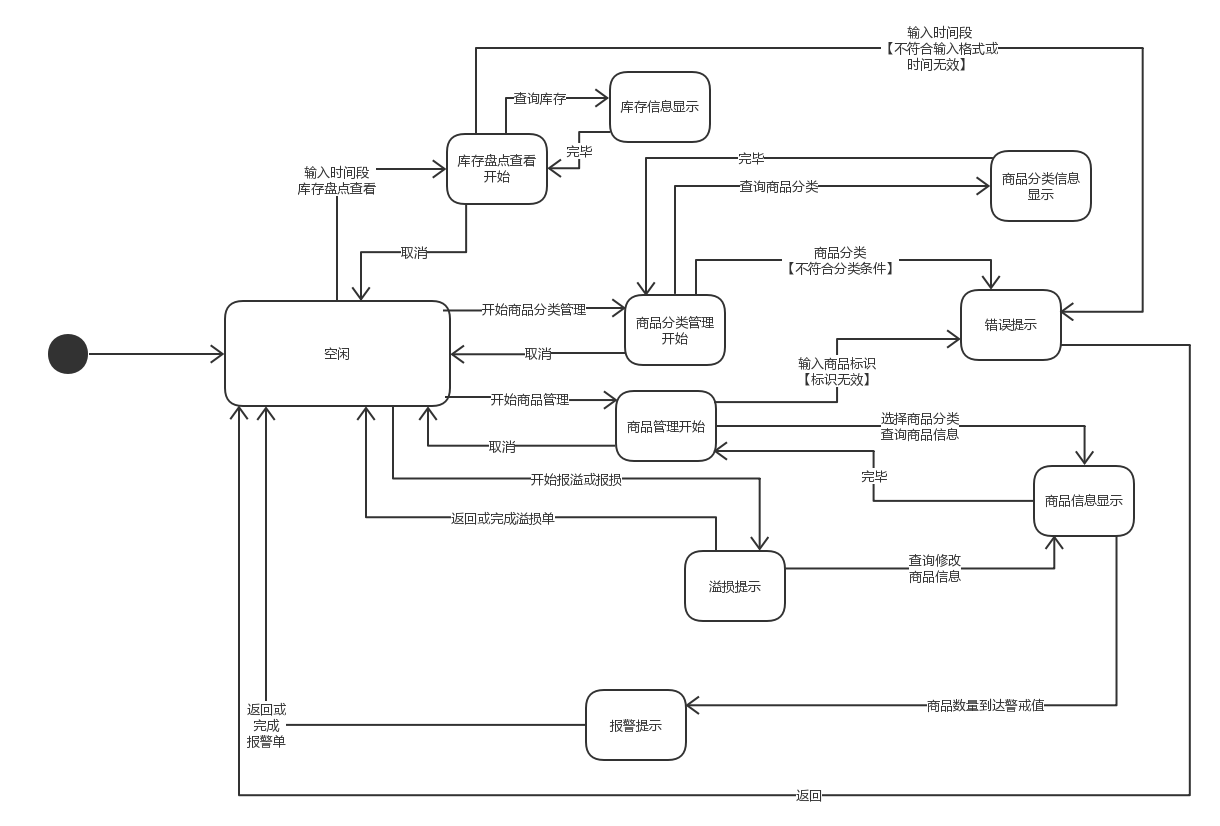 输入时间段
【不符合输入格式或
时间无效】
查询库存
库存信息显示
完毕
库存盘点查看
开始
输入时间段
库存盘点查看
完毕
查询商品分类
商品分类信息
显示
取消
商品分类
【不符合分类条件】
开始商品分类管理
商品分类管理
开始
错误提示
空闲
取消
输入商品标识
【标识无效】
开始商品管理
商品管理开始
选择商品分类
查询商品信息
取消
完毕
开始报溢或报损
商品信息显示
返回或完成溢损单
查询修改
商品信息
溢损提示
返回或
完成
报警单
报警提示
商品数量到达警戒值
返回